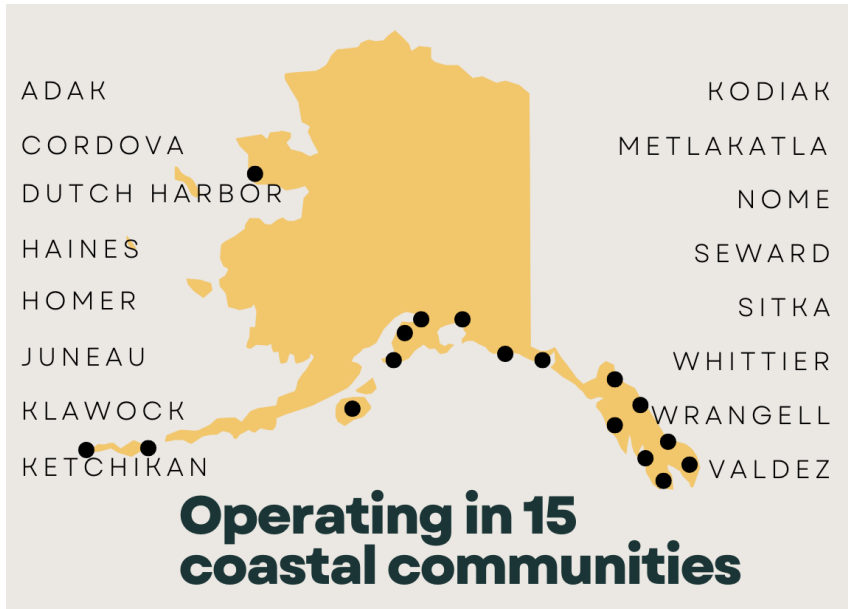 ADAK
CORDOVA
DUTCH HARBOR
HAINES
HOMER
JUNEAU
KLAWOCK
KETCHIKAN
KODIAK
METLAKATLA
NOME
SEWARD
SITKA
WHITTIER
WRANGELL
VALDEZ
Operating in 15
coastal communities